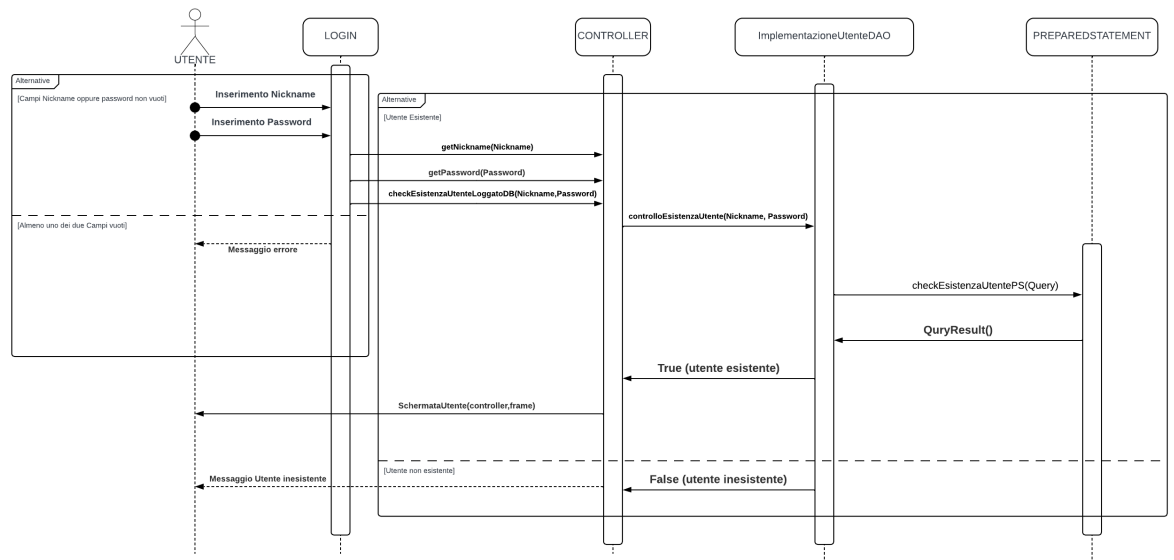 LOGIN
CONTROLLER
ImplementazioneUtenteDAO
PREPAREDSTATEMENT
UTENTE
Alternative
[Campi Nickname oppure password non vuoti]
Inserimento Nickname
Alternative
[Utente Esistente]
Inserimento Password
getNickname(Nickname)
getPassword(Password)
checkEsistenzaUtenteLoggatoDB(Nickname,Password)
controlloEsistenzaUtente(Nickname, Password)
[Almeno uno dei due Campi vuoti]
Messaggio errore
checkEsistenzaUtentePS(Query)
QuryResult()
True (utente esistente)
SchermataUtente(controller,frame)
[Utente non esistente]
Messaggio Utente inesistente
False (utente inesistente)